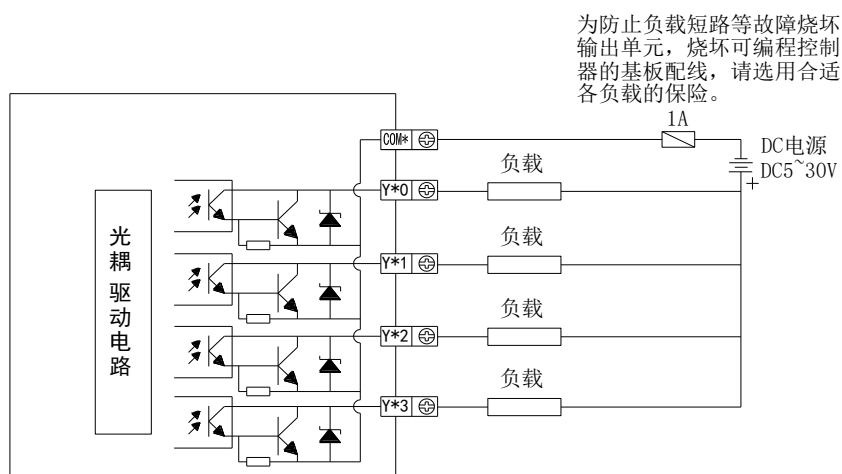 为防止负载短路等故障烧坏
输出单元，烧坏可编程控制
器的基板配线，请选用合适
各负载的保险。
1A
COM*
DC电源
DC5~30V
+
负载
Y*0
负载
Y*1
光耦驱动电路
负载
Y*2
负载
Y*3